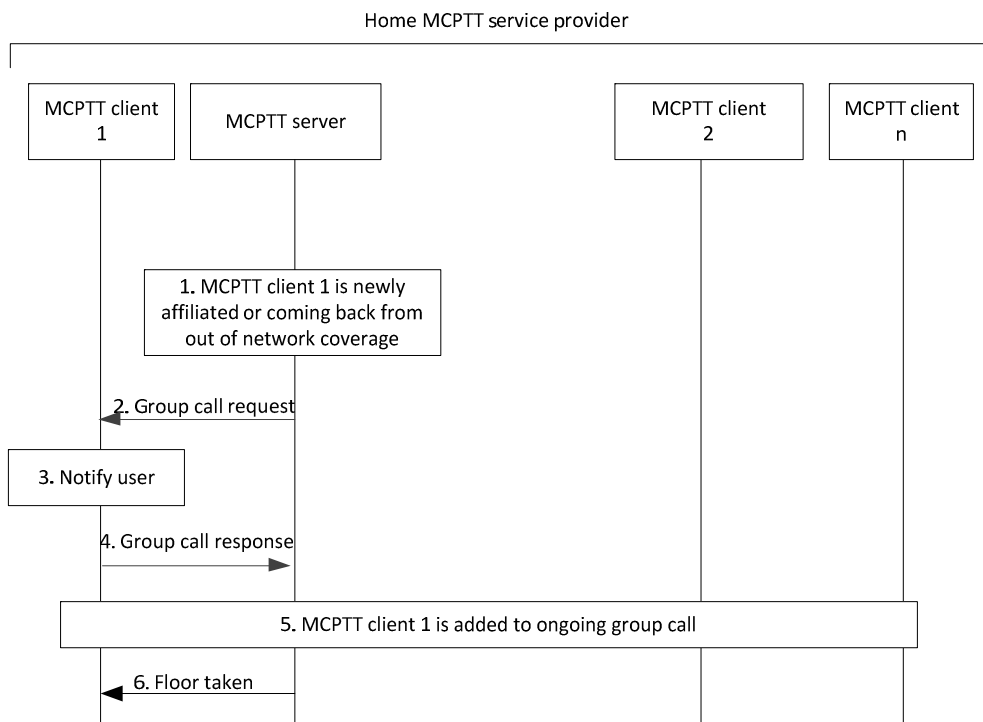 Home MCPTT service provider
MCPTT client
1
MCPTT server
MCPTT client
2
MCPTT client
n
1. MCPTT client 1 is newly
affiliated or coming back from
out of network coverage
2. Group call request
3. Notify user
4. Group call response
5. MCPTT client 1 is added to ongoing group call
6. Floor taken